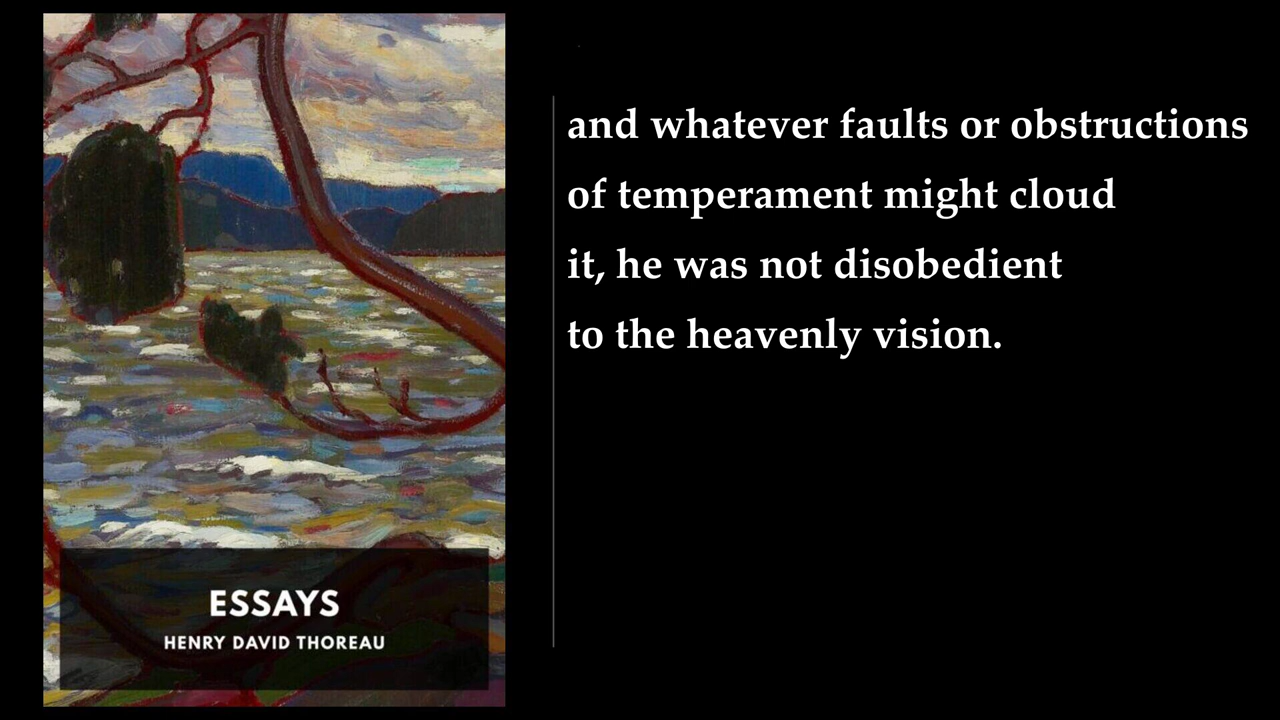 ESSAYS
HENRY DAVID THOREAU
and whatever faults or obstructions
of temperament might cloud
it, he was not disobedient
to the heavenly vision.